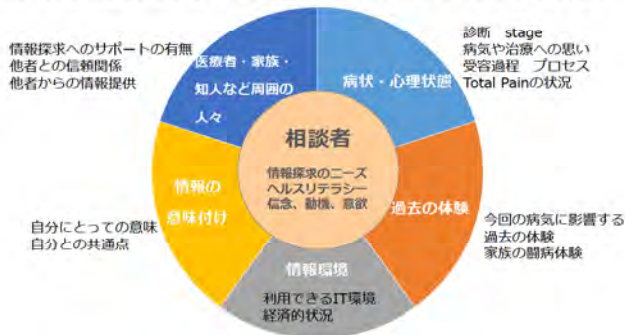 情報探求へのサポートの有無
他者との信頼関係
他者からの情報提供
医療者・家族・
知人など周囲の
人々
診断　stage
病気や治療への思い
受容過程　プロセス
Total Painの状況
病状・心理状態
相談者
情報探求のニーズ
ヘルスリテラシー
信念、動機、意欲
情報の
意味付け
自分にとっての意味
自分との共通点
過去の体験
今回の病気に影響する
過去の体験
家族の闘病体験
情報環境
利用できるIT環境
経済的状況